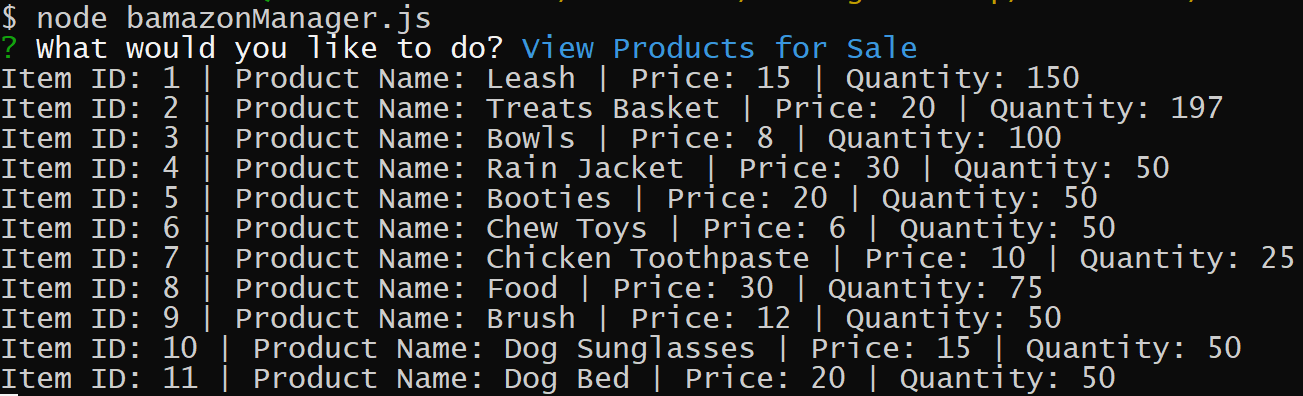 $ node bamazonManager.js
? What would you like to do? View Products for Sale
Item ID: 1 | Product Name: Leash | Price: 15 | Quantity: 150
Item ID: 2 | Product Name: Treats Basket | Price: 20 | Quantity: 197
Item ID: 3 | Product Name: Bowls | Price: 8 | Quantity: 100
Item ID: 4 | Product Name: Rain Jacket | Price: 30 | Quantity: 50
Item ID: 5 | Product Name: Booties | Price: 20 | Quantity: 50
Item ID: 6 | Product Name: Chew Toys | Price: 6 | Quantity: 50
Item ID: 7 | Product Name: Chicken Toothpaste | Price: 10 | Quantity: 25
Item ID: 8 | Product Name: Food | Price: 30 | Quantity: 75
Item ID: 9 | Product Name: Brush | Price: 12 | Quantity: 50
Item ID: 10 | Product Name: Dog Sunglasses | Price: 15 | Quantity: 50
Item ID: 11 | Product Name: Dog Bed | Price: 20 | Quantity: 50